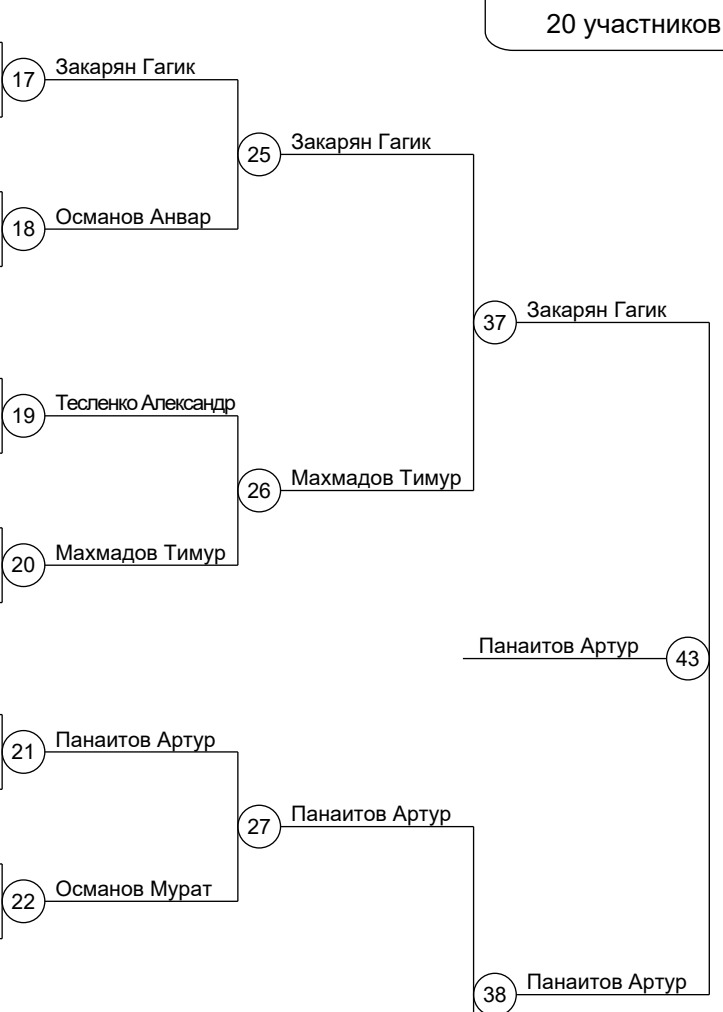 20 участников
17 Закарян Гагик
25 Закарян Гагик
18 Османов Анвар
37 Закарян Гагик
19 Тесленко Александр
26 Махмадов Тимур
20 Махмадов Тимур
Панаитов Артур 43
21 Панаитов Артур
27 Панаитов Артур
22 Османов Мурат
38 Панаитов Артур